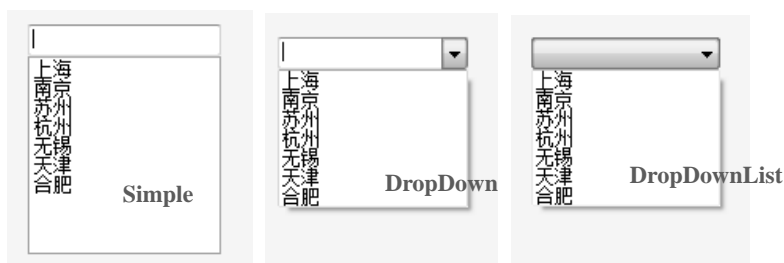 上海
南京
苏州
杭州
无锡
天津
合肥
Simple
上海
南京
苏州
杭州
无锡
天津
合肥
DropDown
上海
南京
苏州
杭州
无锡
天津
合肥
DropDownList